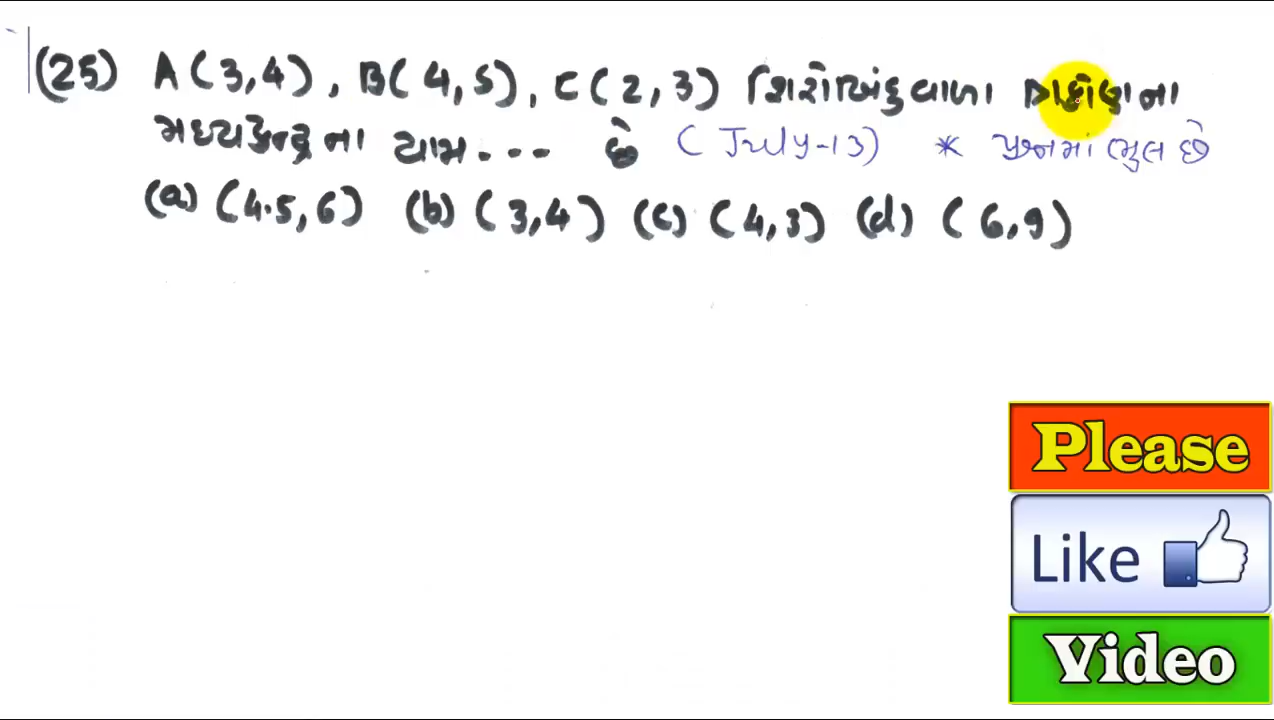 (25) A(3,4), B(4,5), C(2,3) શિરોબિંદુવાળા ત્રિકોણના
મધ્યકેન્દ્રના યામ... છે (July-13) * પ્રશ્નમાં ભુલ છે
(a) (4.5,6) (b) (3,4) (c) (4,3) (d) (6,9)
Please
Like
Video